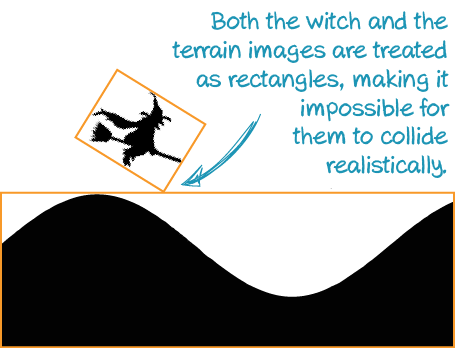 Both the witch and the
terrain images are treated
as rectangles, making it
impossible for
them to collide
realistically.